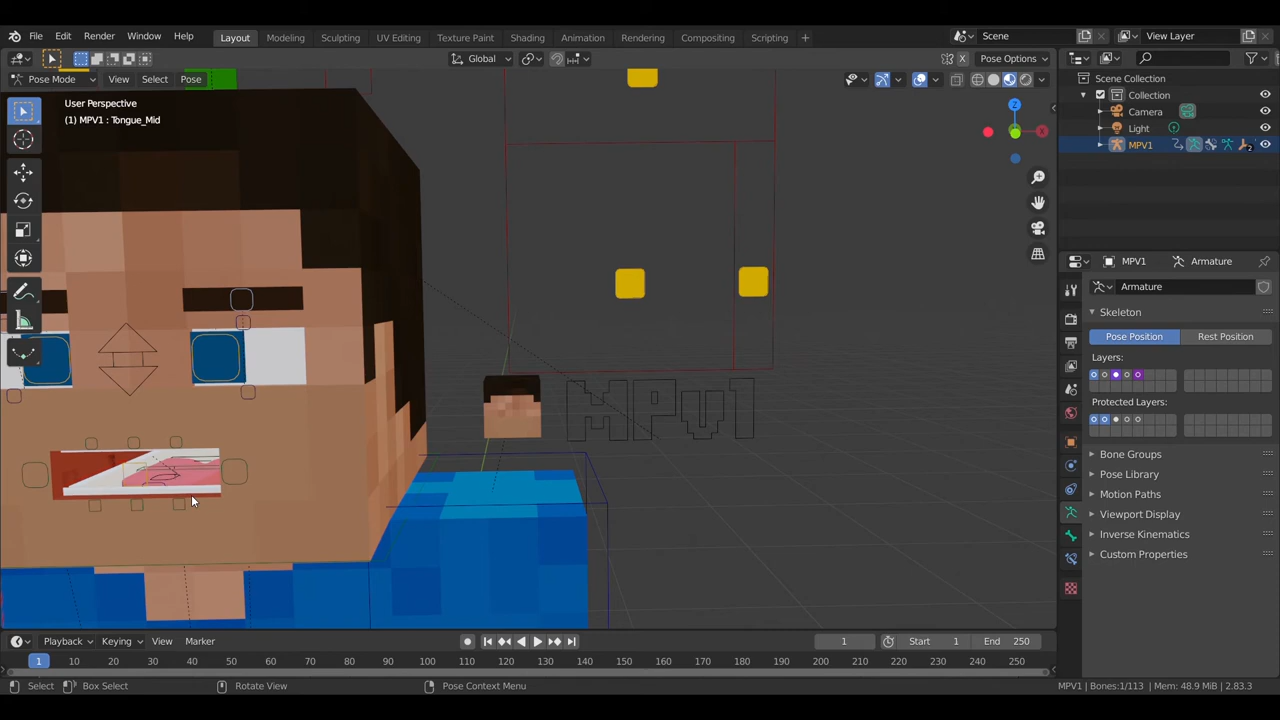 File Edit Render Window Help Layout Modeling Sculpting UV Editing Texture Paint Shading Animation Rendering Compositing Scripting + Scene View Layer
Global Pose Options
Pose Mode View Select Pose
User Perspective
(1) MPV1 : Tongue_Mid
Z
X
MPv1
Scene Collection
Collection
Camera
Light
MPV1 2
MPV1 Armature
Armature
Skeleton
Pose Position Rest Position
Layers:
Protected Layers:
Bone Groups
Pose Library
Motion Paths
Viewport Display
Inverse Kinematics
Custom Properties
Playback Keying View Marker 1 Start 1 End 250
1 10 20 30 40 50 60 70 80 90 100 110 120 130 140 150 160 170 180 190 200 210 220 230 240 250
Select Box Select Rotate View Pose Context Menu MPV1 | Bones:1/113 | Mem: 48.9 MiB | 2.83.3